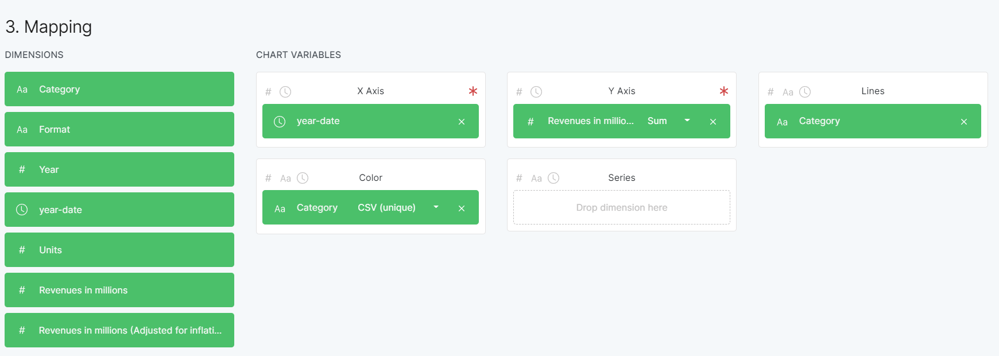 3. Mapping
DIMENSIONS
Aa Category
Aa Format
# Year
year-date
# Units
# Revenues in millions
# Revenues in millions (Adjusted for inflati...
CHART VARIABLES
# X Axis *
year-date ×
# Y Axis *
# Revenues in millio... Sum ×
# Aa Lines
Aa Category ×
# Aa Color
Aa Category CSV (unique) ×
# Aa Series
Drop dimension here